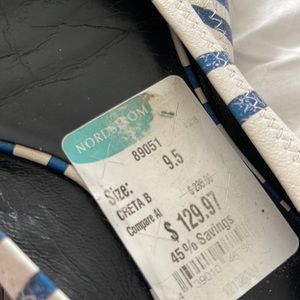 NORDSTROM
89051
9.5
Size:
CRETA B
Compare At
$ 129.97
45% Savings